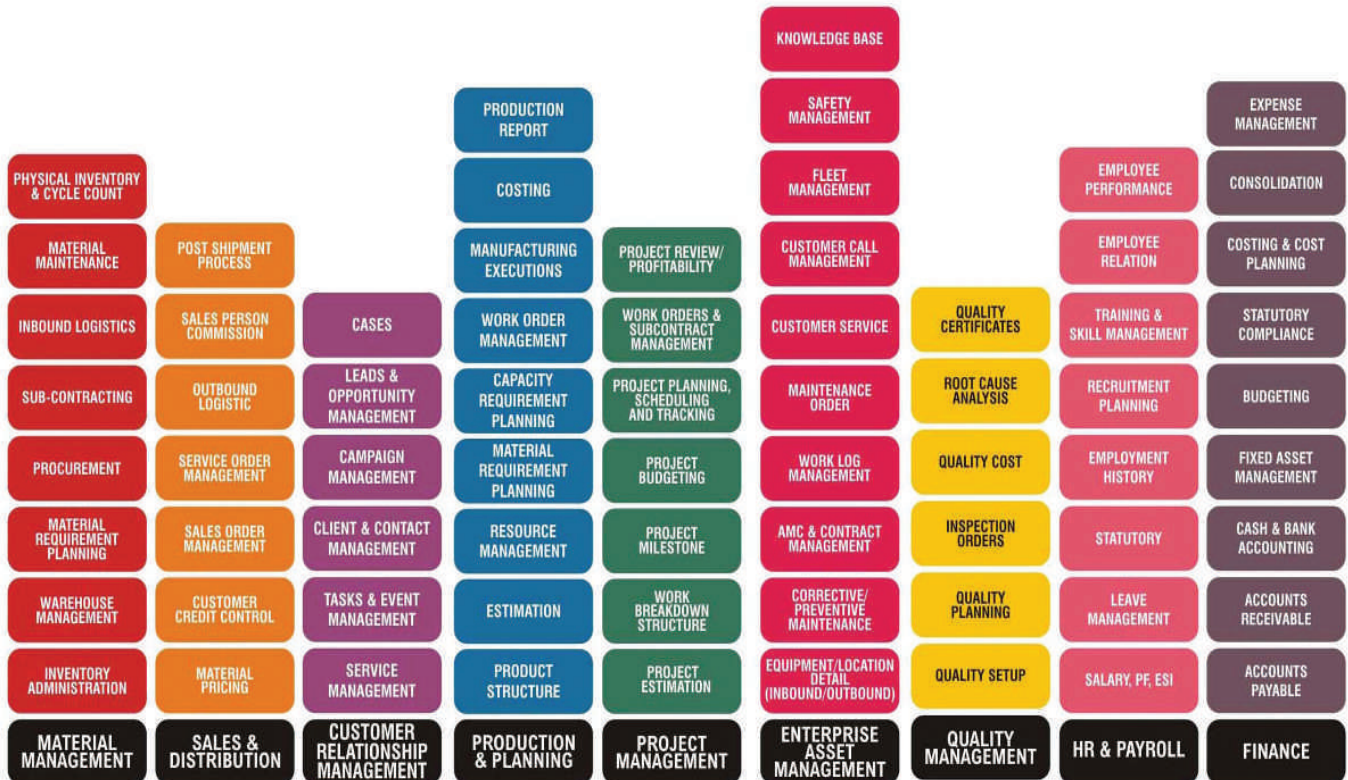 KNOWLEDGE BASE
PRODUCTION
REPORT
SAFETY
MANAGEMENT
EXPENSE
MANAGEMENT
PHYSICAL INVENTORY
& CYCLE COUNT
COSTING
FLEET
MANAGEMENT
EMPLOYEE
PERFORMANCE
CONSOLIDATION
MATERIAL
MAINTENANCE
POST SHIPMENT
PROCESS
MANUFACTURING
EXECUTIONS
PROJECT REVIEW/
PROFITABILITY
CUSTOMER CALL
MANAGEMENT
EMPLOYEE
RELATION
COSTING & COST
PLANNING
INBOUND LOGISTICS
SALES PERSON
COMMISSION
CASES
WORK ORDER
MANAGEMENT
WORK ORDERS &
SUBCONTRACT
MANAGEMENT
CUSTOMER SERVICE
QUALITY
CERTIFICATES
TRAINING &
SKILL MANAGEMENT
STATUTORY
COMPLIANCE
SUB-CONTRACTING
OUTBOUND
LOGISTIC
LEADS &
OPPORTUNITY
MANAGEMENT
CAPACITY
REQUIREMENT
PLANNING
PROJECT PLANNING,
SCHEDULING
AND TRACKING
MAINTENANCE
ORDER
ROOT CAUSE
ANALYSIS
RECRUITMENT
PLANNING
BUDGETING
PROCUREMENT
SERVICE ORDER
MANAGEMENT
CAMPAIGN
MANAGEMENT
MATERIAL
REQUIREMENT
PLANNING
PROJECT
BUDGETING
WORK LOG
MANAGEMENT
QUALITY COST
EMPLOYMENT
HISTORY
FIXED ASSET
MANAGEMENT
MATERIAL
REQUIREMENT
PLANNING
SALES ORDER
MANAGEMENT
CLIENT & CONTACT
MANAGEMENT
RESOURCE
MANAGEMENT
PROJECT
MILESTONE
AMC & CONTRACT
MANAGEMENT
INSPECTION
ORDERS
STATUTORY
CASH & BANK
ACCOUNTING
WAREHOUSE
MANAGEMENT
CUSTOMER
CREDIT CONTROL
TASKS & EVENT
MANAGEMENT
ESTIMATION
WORK
BREAKDOWN
STRUCTURE
CORRECTIVE/
PREVENTIVE
MAINTENANCE
QUALITY
PLANNING
LEAVE
MANAGEMENT
ACCOUNTS
RECEIVABLE
INVENTORY
ADMINISTRATION
MATERIAL
PRICING
SERVICE
MANAGEMENT
PRODUCT
STRUCTURE
PROJECT
ESTIMATION
EQUIPMENT/LOCATION
DETAIL
(INBOUND/OUTBOUND)
QUALITY SETUP
SALARY, PF, ESI
ACCOUNTS
PAYABLE
MATERIAL
MANAGEMENT
SALES &
DISTRIBUTION
CUSTOMER
RELATIONSHIP
MANAGEMENT
PRODUCTION
& PLANNING
PROJECT
MANAGEMENT
ENTERPRISE
ASSET
MANAGEMENT
QUALITY
MANAGEMENT
HR & PAYROLL
FINANCE